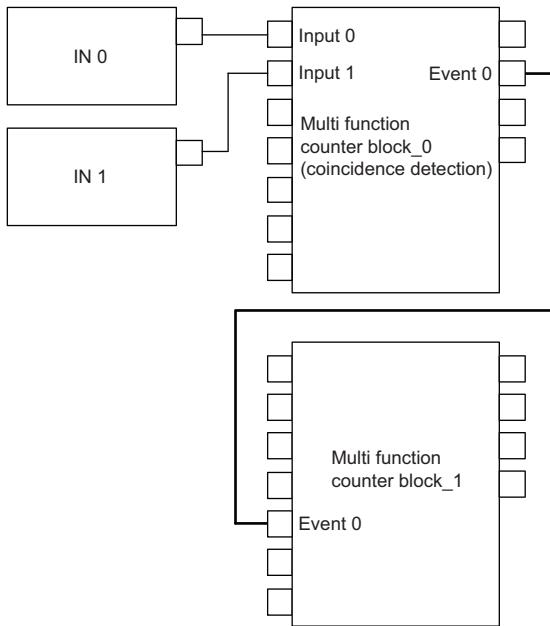 IN 0
IN 1
Input 0
Input 1
Event 0
Multi function
counter block_0
(coincidence detection)
Multi function
counter block_1
Event 0